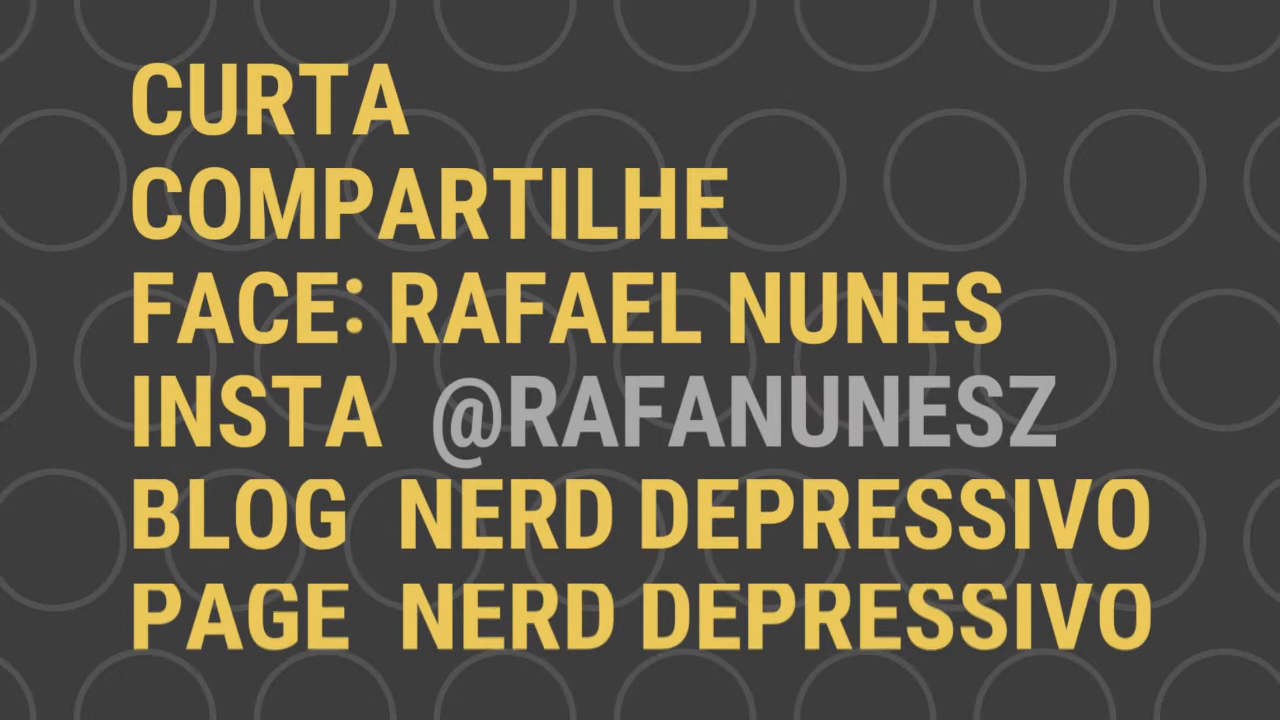 CURTA
COMPARTILHE
FACE: RAFAEL NUNES
INSTA @RAFANUNESZ
BLOG NERD DEPRESSIVO
PAGE NERD DEPRESSIVO